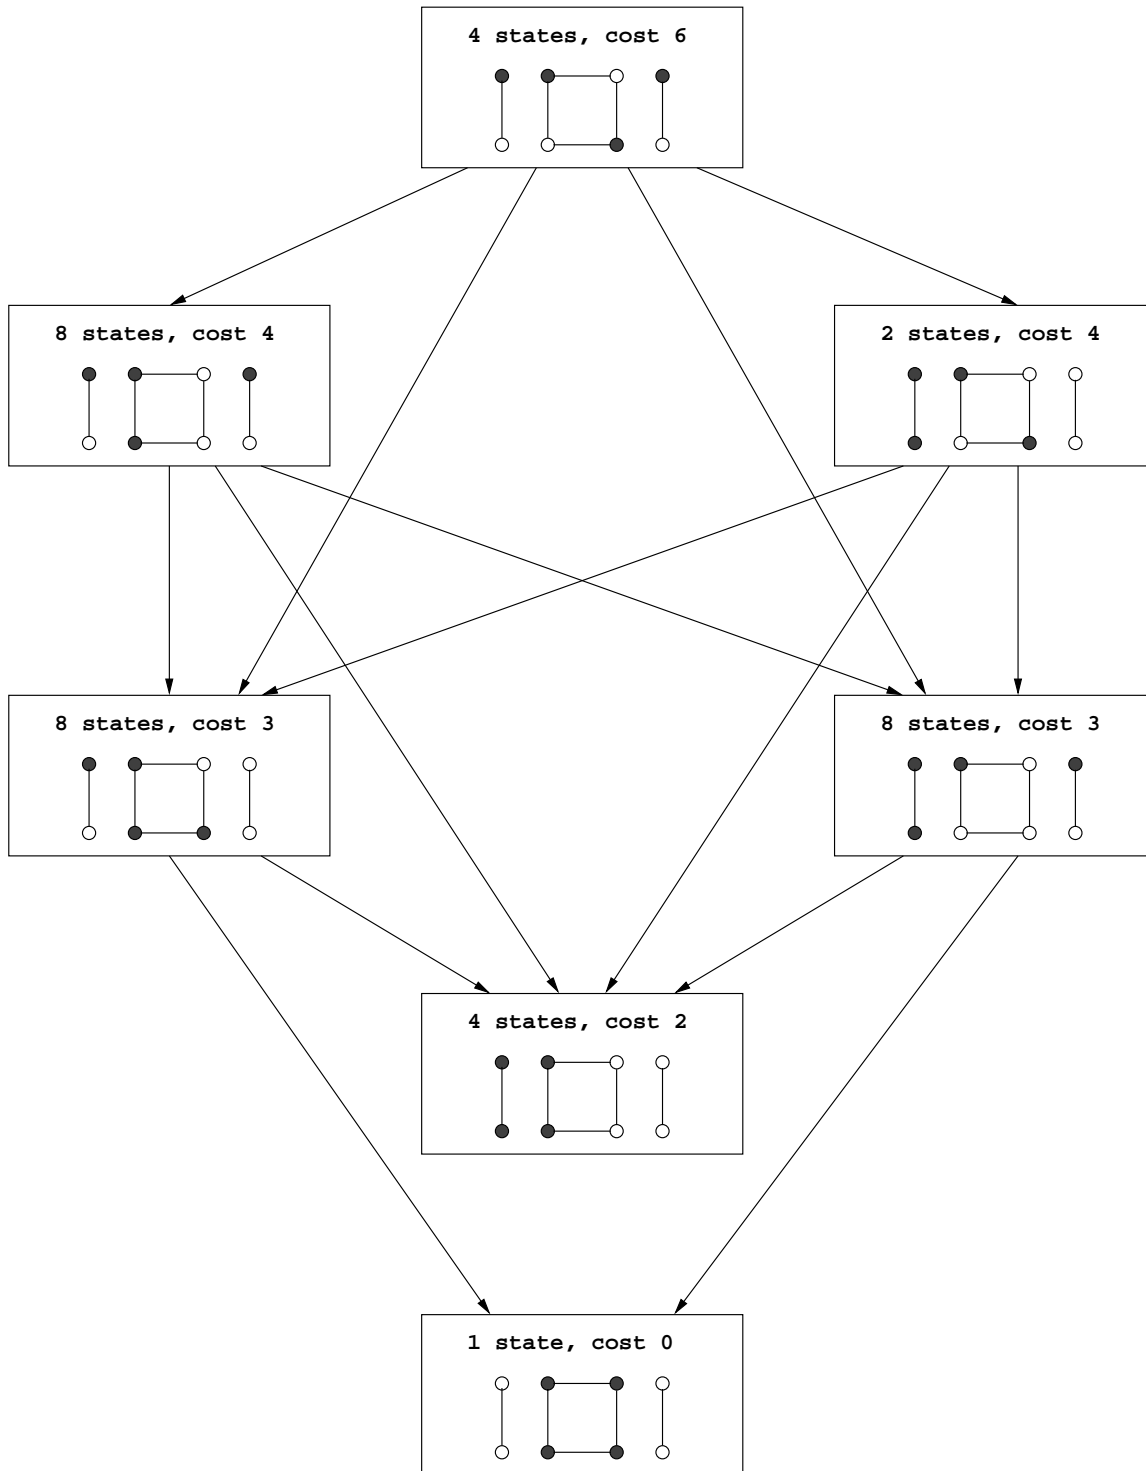 4 states, cost 6
8 states, cost 4
2 states, cost 4
8 states, cost 3
8 states, cost 3
4 states, cost 2
1 state, cost 0